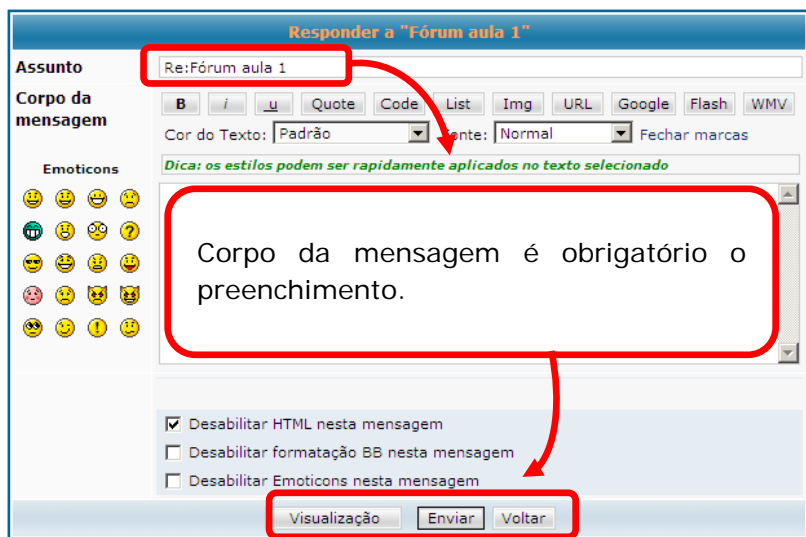 Responder a "Fórum aula 1"
Assunto
Re:Fórum aula 1
Corpo da
mensagem
B i u Quote Code List Img URL Google Flash WMV
Cor do Texto: Padrão Fonte: Normal Fechar marcas
Emoticons
Dica: os estilos podem ser rapidamente aplicados no texto selecionado
Corpo da mensagem é obrigatório o
preenchimento.
Desabilitar HTML nesta mensagem
Desabilitar formatação BB nesta mensagem
Desabilitar Emoticons nesta mensagem
Visualização Enviar Voltar